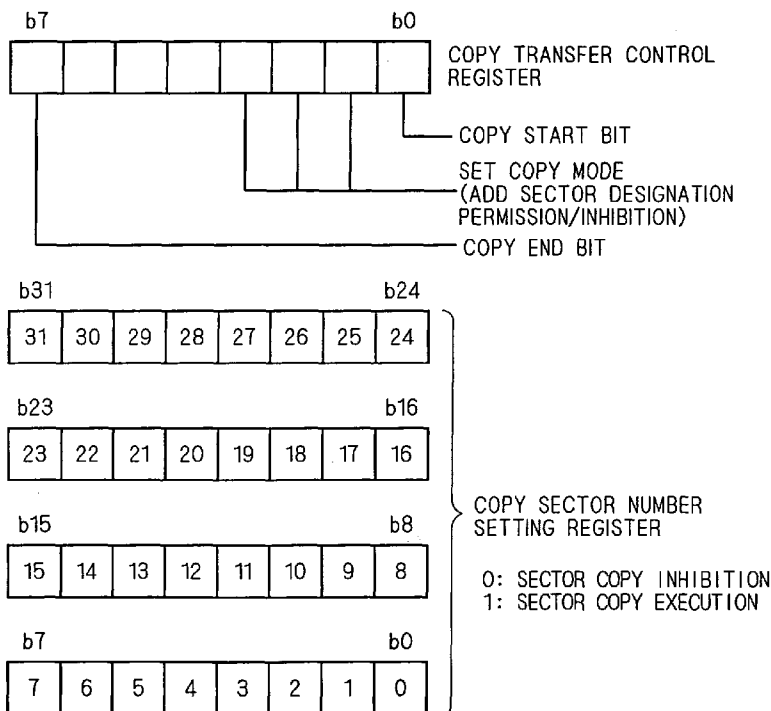 b7 b0
COPY TRANSFER CONTROL
REGISTER
COPY START BIT
SET COPY MODE
(ADD SECTOR DESIGNATION
PERMISSION/INHIBITION)
COPY END BIT
b31 b24
31 30 29 28 27 26 25 24
b23 b16
23 22 21 20 19 18 17 16
b15 b8
15 14 13 12 11 10 9 8
b7 b0
7 6 5 4 3 2 1 0
COPY SECTOR NUMBER
SETTING REGISTER
0: SECTOR COPY INHIBITION
1: SECTOR COPY EXECUTION